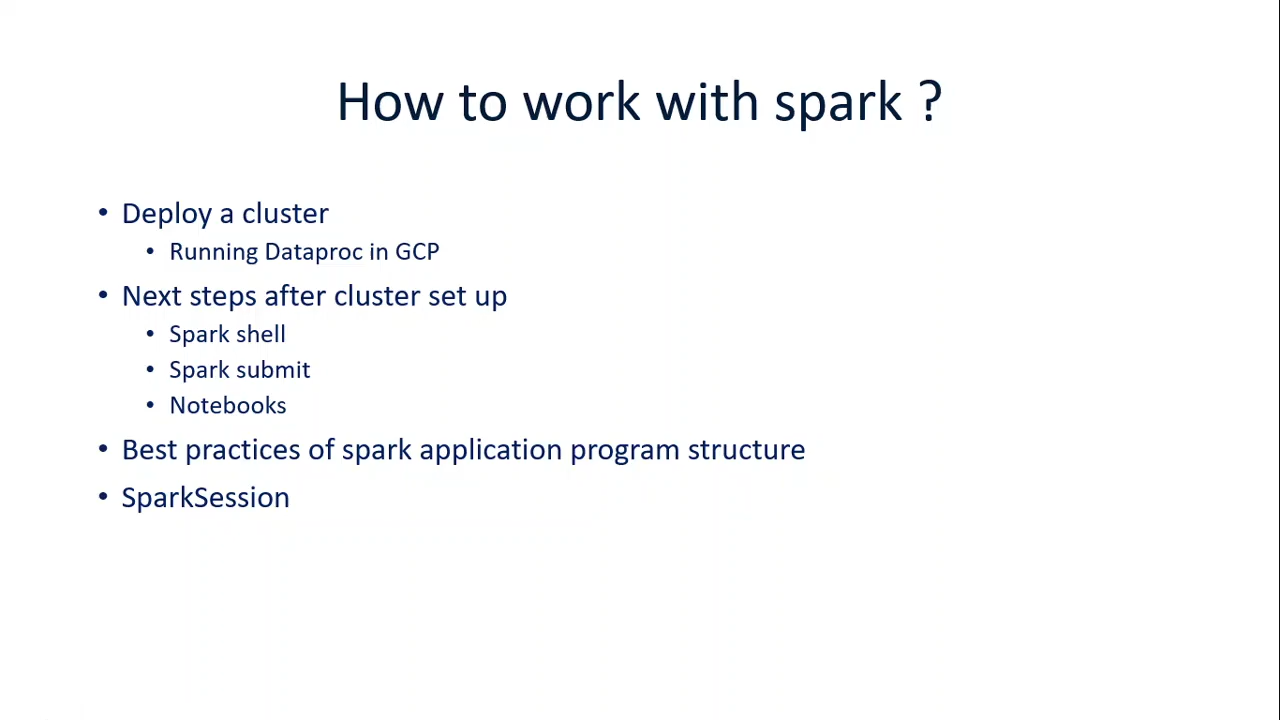 How to work with spark ?
• Deploy a cluster
• Running Dataproc in GCP
• Next steps after cluster set up
• Spark shell
• Spark submit
• Notebooks
• Best practices of spark application program structure
• SparkSession